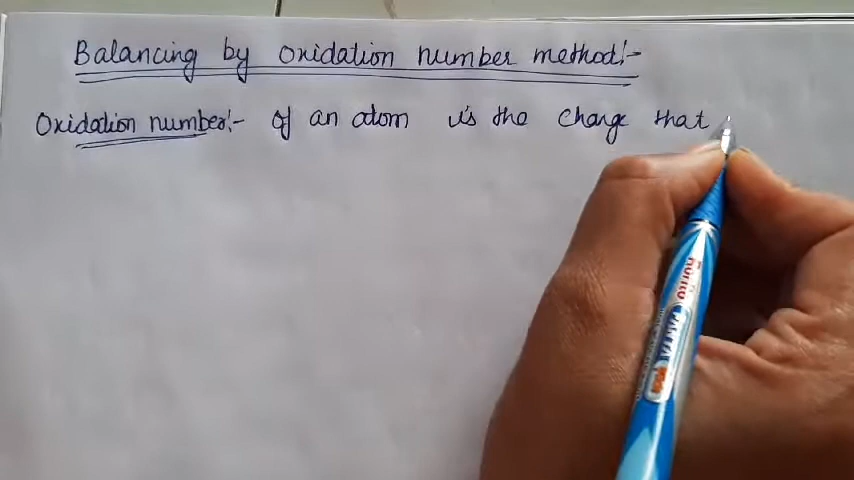 Balancing by oxidation number method:-
Oxidation number:- of an atom is the charge that